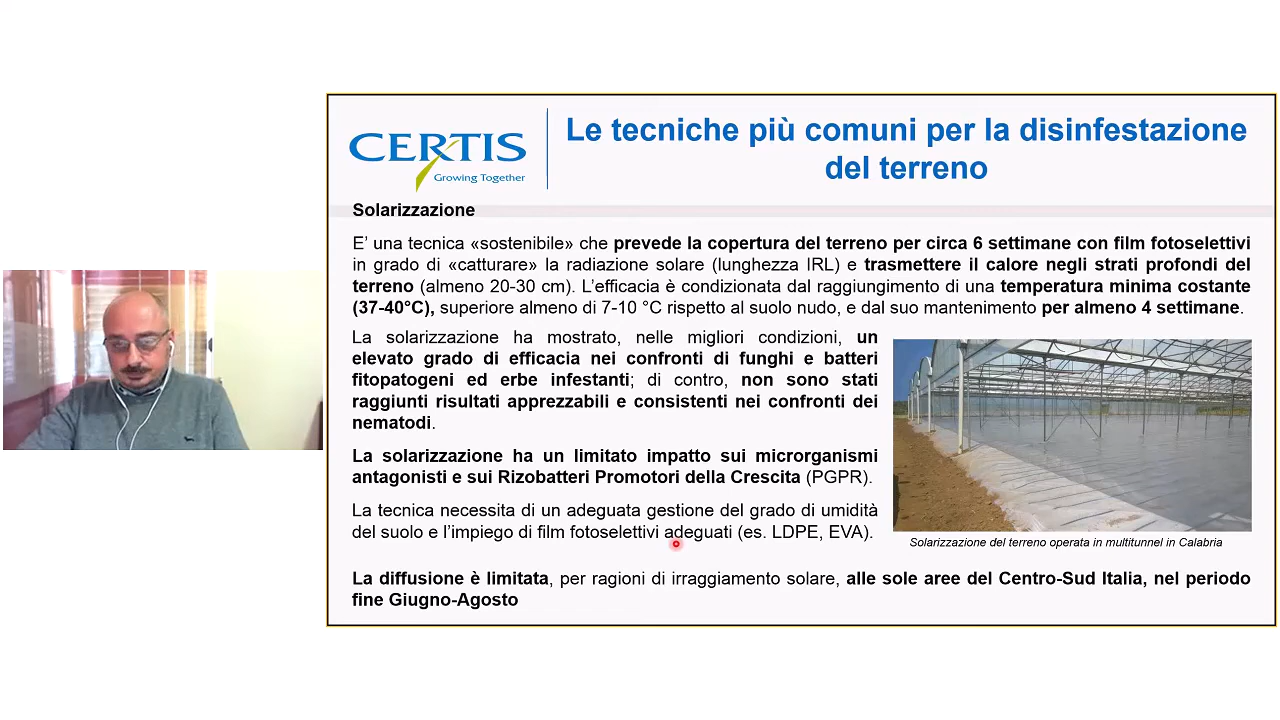 CERTIS
Growing Together
Le tecniche più comuni per la disinfestazione
del terreno
Solarizzazione
E’ una tecnica «sostenibile» che prevede la copertura del terreno per circa 6 settimane con film fotoselettivi
in grado di «catturare» la radiazione solare (lunghezza IRL) e trasmettere il calore negli strati profondi del
terreno (almeno 20-30 cm). L’efficacia è condizionata dal raggiungimento di una temperatura minima costante
(37-40°C), superiore almeno di 7-10 °C rispetto al suolo nudo, e dal suo mantenimento per almeno 4 settimane.
La solarizzazione ha mostrato, nelle migliori condizioni, un
elevato grado di efficacia nei confronti di funghi e batteri
fitopatogeni ed erbe infestanti; di contro, non sono stati
raggiunti risultati apprezzabili e consistenti nei confronti dei
nematodi.
La solarizzazione ha un limitato impatto sui microrganismi
antagonisti e sui Rizobatteri Promotori della Crescita (PGPR).
La tecnica necessita di un adeguata gestione del grado di umidità
del suolo e l’impiego di film fotoselettivi adeguati (es. LDPE, EVA).
Solarizzazione del terreno operata in multitunnel in Calabria
La diffusione è limitata, per ragioni di irraggiamento solare, alle sole aree del Centro-Sud Italia, nel periodo
fine Giugno-Agosto